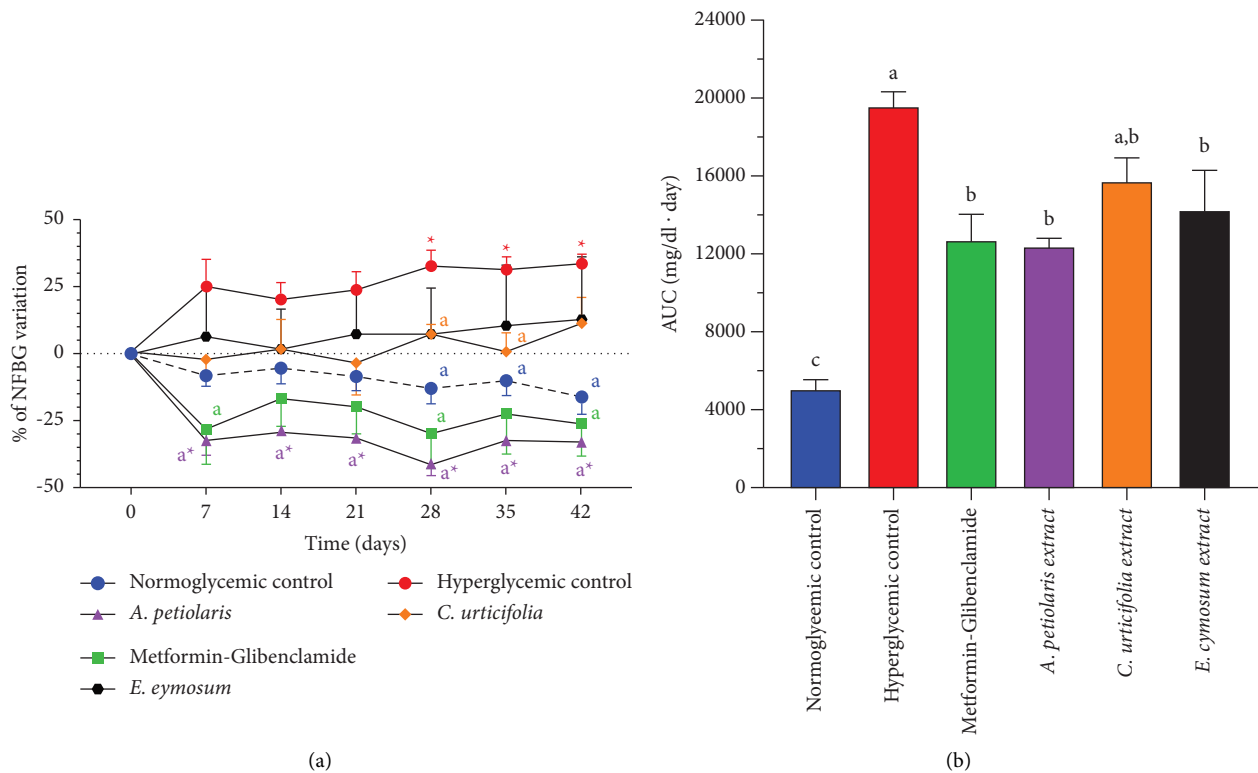 50
25
0
-25
-50
% of NFBG variation
* * *
a a
a a a
a a a
a* a* a* a* a* a*
0 7 14 21 28 35 42
Time (days)
Normoglycemic control
Hyperglycemic control
A. petiolaris
C. urticifolia
Metformin-Glibenclamide
E. eymosum
(a)
24000
20000
16000
12000
8000
4000
0
AUC (mg/dl · day)
c
a
b
b
a,b
b
Normoglyeemic control
Hyperglycemic control
Metformin-Glibenclamide
A. petiolaris extract
C. urticifolia extract
E. cymosum extract
(b)